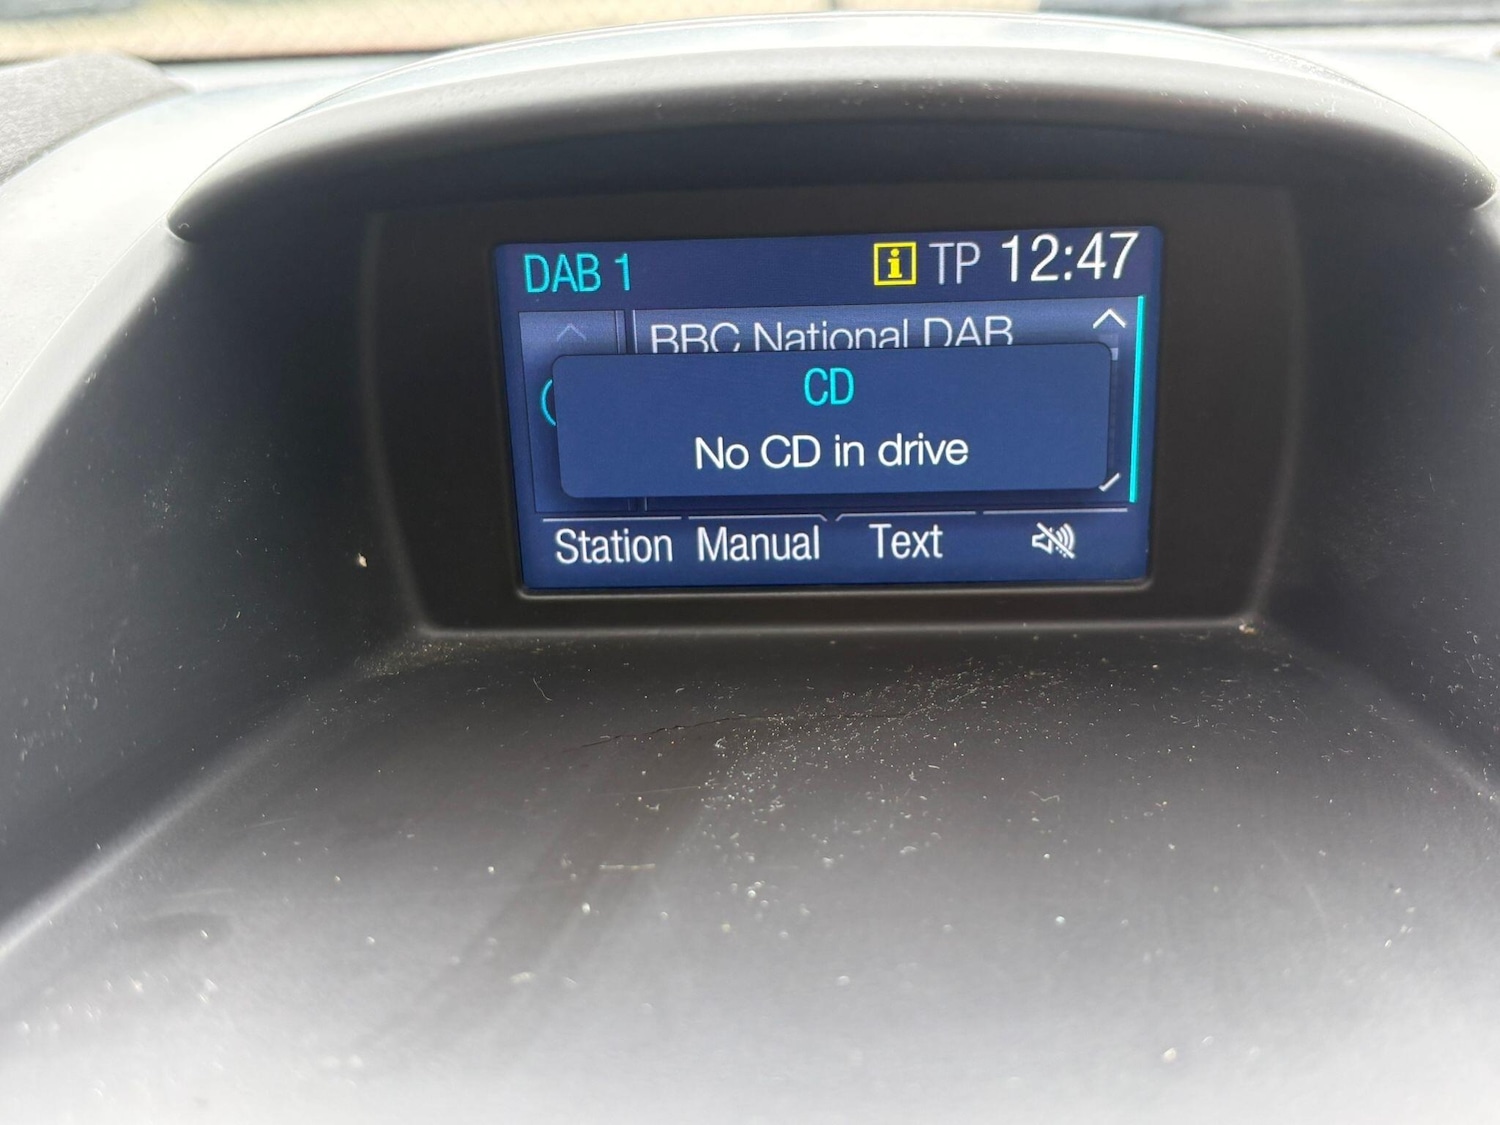 DAB 1 i TP 12:47
BBC National DAB
CD
No CD in drive
Station Manual Text